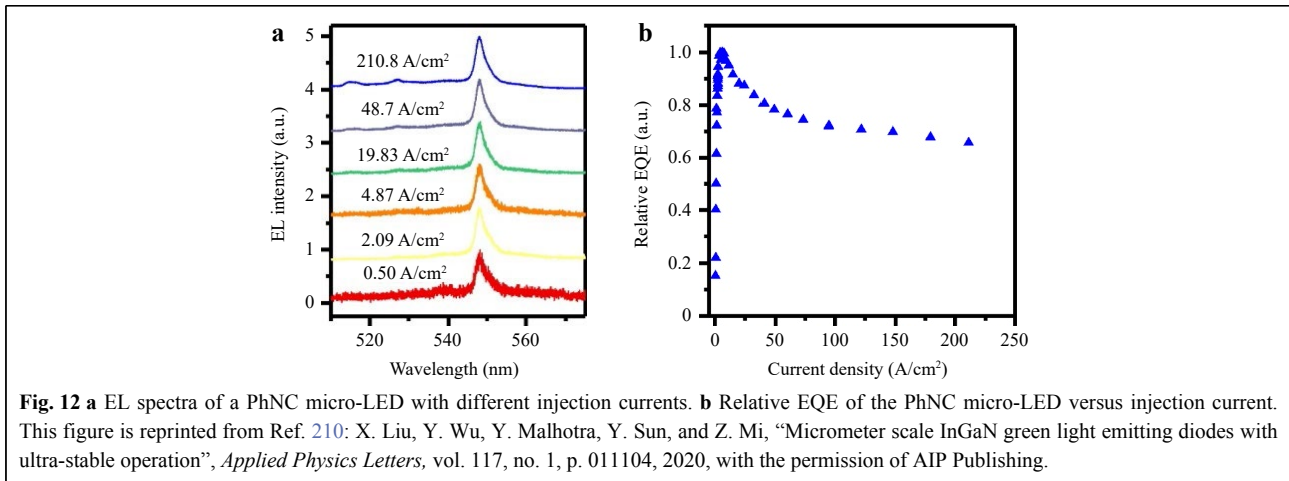 a
5
4
3
2
1
0
EL intensity (a.u.)
210.8 A/cm²
48.7 A/cm²
19.83 A/cm²
4.87 A/cm²
2.09 A/cm²
0.50 A/cm²
520 540 560
Wavelength (nm)
b
1.0
0.8
0.6
0.4
0.2
0
Relative EQE (a.u.)
0 50 100 150 200 250
Current density (A/cm²)
Fig. 12 a EL spectra of a PhNC micro-LED with different injection currents. b Relative EQE of the PhNC micro-LED versus injection current.
This figure is reprinted from Ref. 210: X. Liu, Y. Wu, Y. Malhotra, Y. Sun, and Z. Mi, “Micrometer scale InGaN green light emitting diodes with
ultra-stable operation”, Applied Physics Letters, vol. 117, no. 1, p. 011104, 2020, with the permission of AIP Publishing.